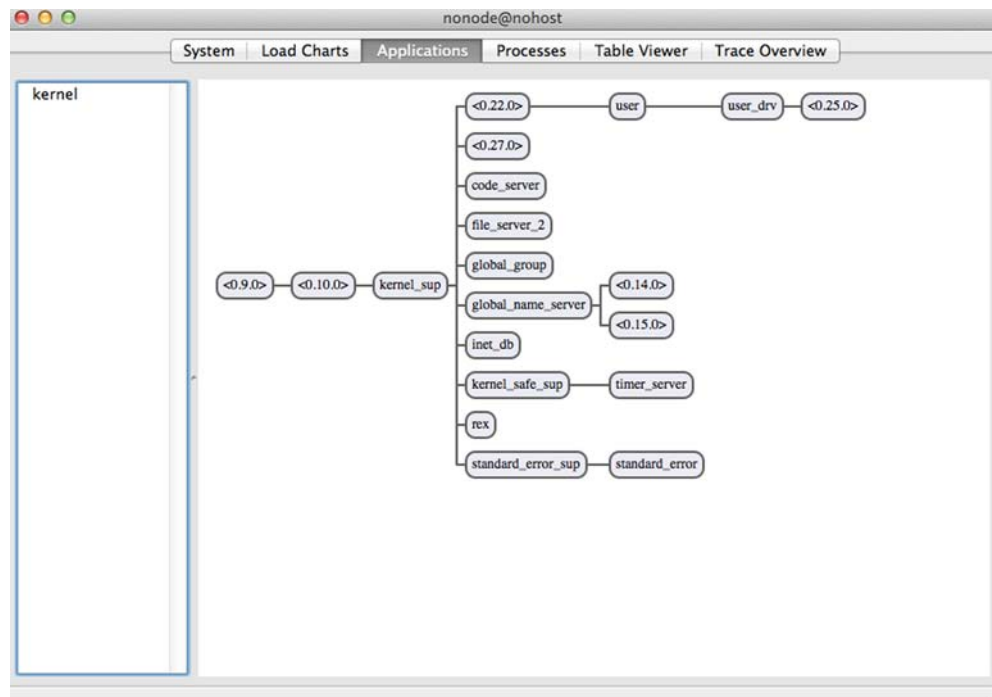 nonode@nohost
System Load Charts Applications Processes Table Viewer Trace Overview
kernel
<0.22.0> user user_drv <0.25.0>
<0.27.0>
code_server
file_server_2
global_group
<0.9.0> <0.10.0> kernel_sup <0.14.0>
global_name_server
<0.15.0>
inet_db
kernel_safe_sup timer_server
rex
standard_error_sup standard_error